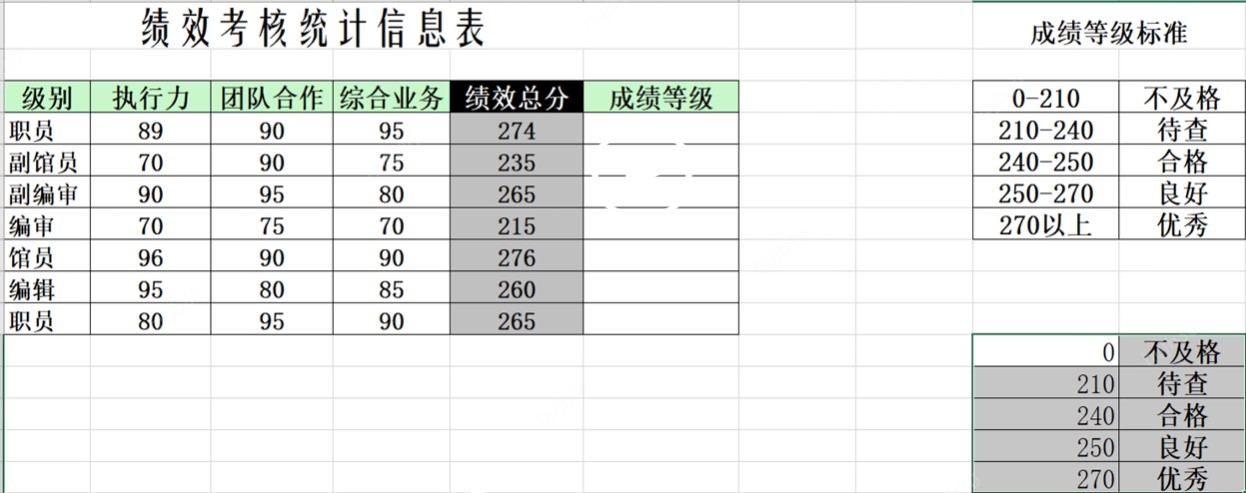 绩效考核统计信息表 成绩等级标准
级别 执行力 团队合作 综合业务 绩效总分 成绩等级 0-210 不及格
职员 89 90 95 274 210-240 待查
副馆员 70 90 75 235 240-250 合格
副编审 90 95 80 265 250-270 良好
编审 70 75 70 215 270以上 优秀
馆员 96 90 90 276
编辑 95 80 85 260
职员 80 95 90 265
0 不及格
210 待查
240 合格
250 良好
270 优秀